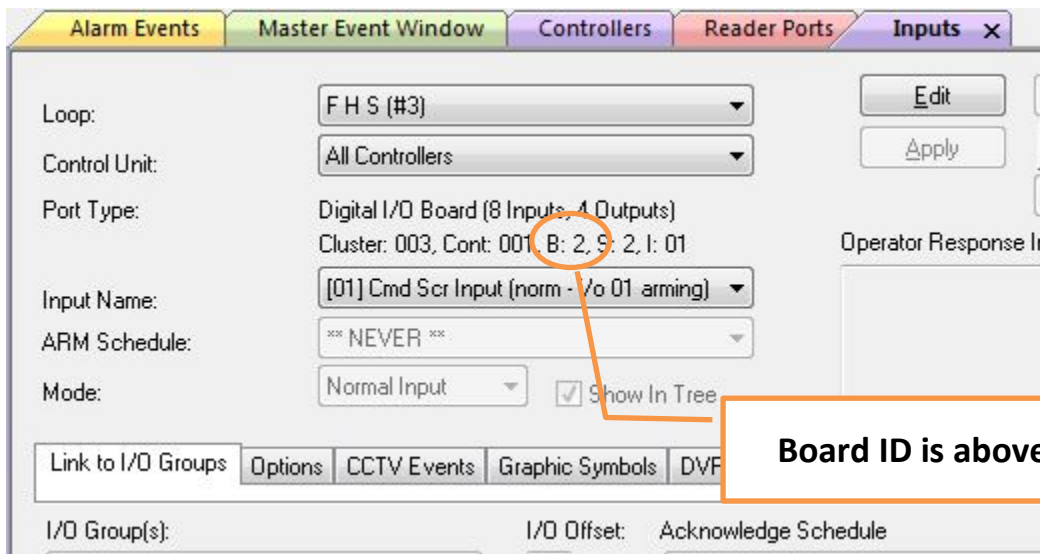 Alarm Events Master Event Window Controllers Reader Ports Inputs x
Loop: F H S (#3) Edit
Control Unit: All Controllers Apply
Port Type: Digital I/O Board (8 Inputs, 4 Outputs)
Cluster: 003, Cont: 001, B: 2, S: 2, I: 01 Operator Response
Input Name: [01] Cmd Scr Input (norm - i/o 01 arming)
ARM Schedule: ** NEVER **
Mode: Normal Input Show In Tree
Board ID is above
Link to I/O Groups Options CCTV Events Graphic Symbols
I/O Group(s): I/O Offset: Acknowledge Schedule